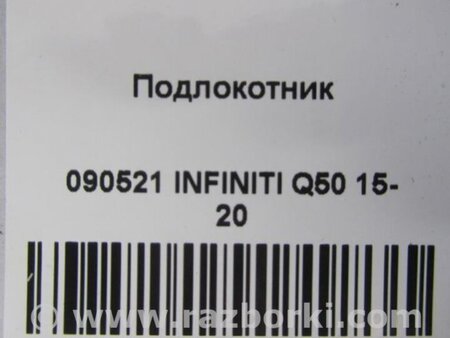 Подлокотник
090521 INFINITI Q50 15-
20
© www.razborki.com